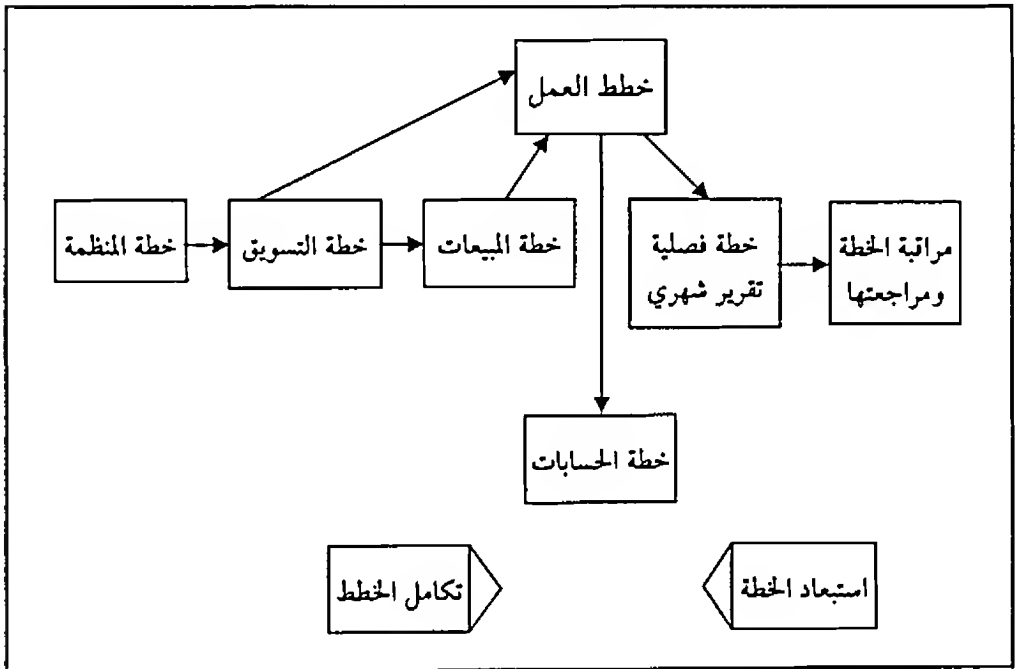 خطط العمل
خطة المنظمة
خطة التسويق
خطة المبيعات
خطة فصلية
تقرير شهري
مراقبة الخطة
ومراجعتها
خطة الحسابات
تكامل الخطط
استبعاد الخطة